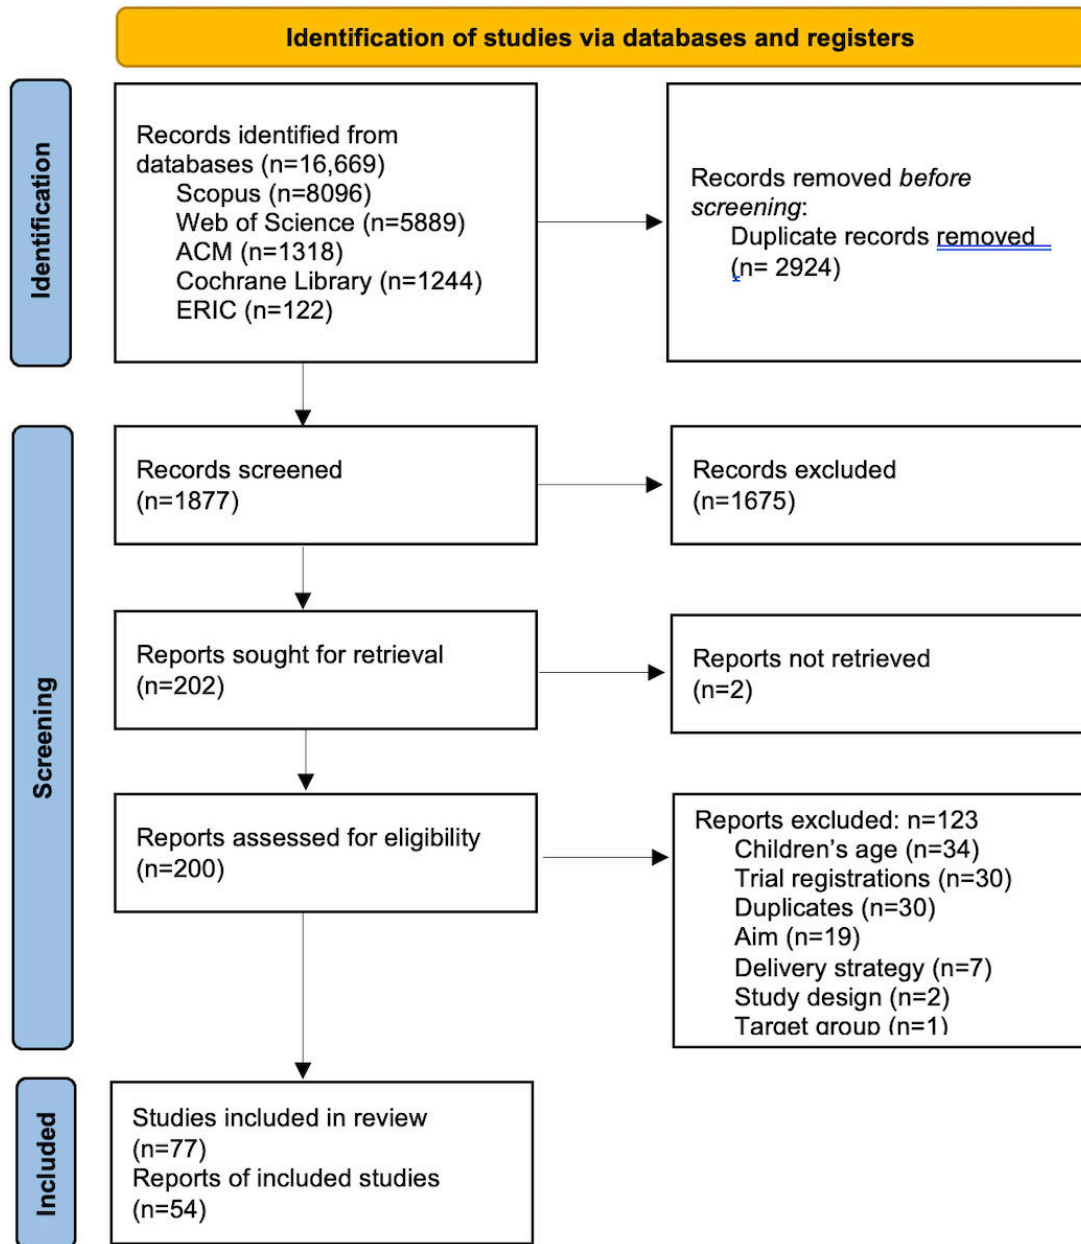 Identification of studies via databases and registers
Identification
Records identified from
databases (n=16,669)
Scopus (n=8096)
Web of Science (n=5889)
ACM (n=1318)
Cochrane Library (n=1244)
ERIC (n=122)
Records removed before
screening:
Duplicate records removed
(n= 2924)
Screening
Records screened
(n=1877)
Records excluded
(n=1675)
Reports sought for retrieval
(n=202)
Reports not retrieved
(n=2)
Reports assessed for eligibility
(n=200)
Reports excluded: n=123
Children’s age (n=34)
Trial registrations (n=30)
Duplicates (n=30)
Aim (n=19)
Delivery strategy (n=7)
Study design (n=2)
Target group (n=1)
Included
Studies included in review
(n=77)
Reports of included studies
(n=54)